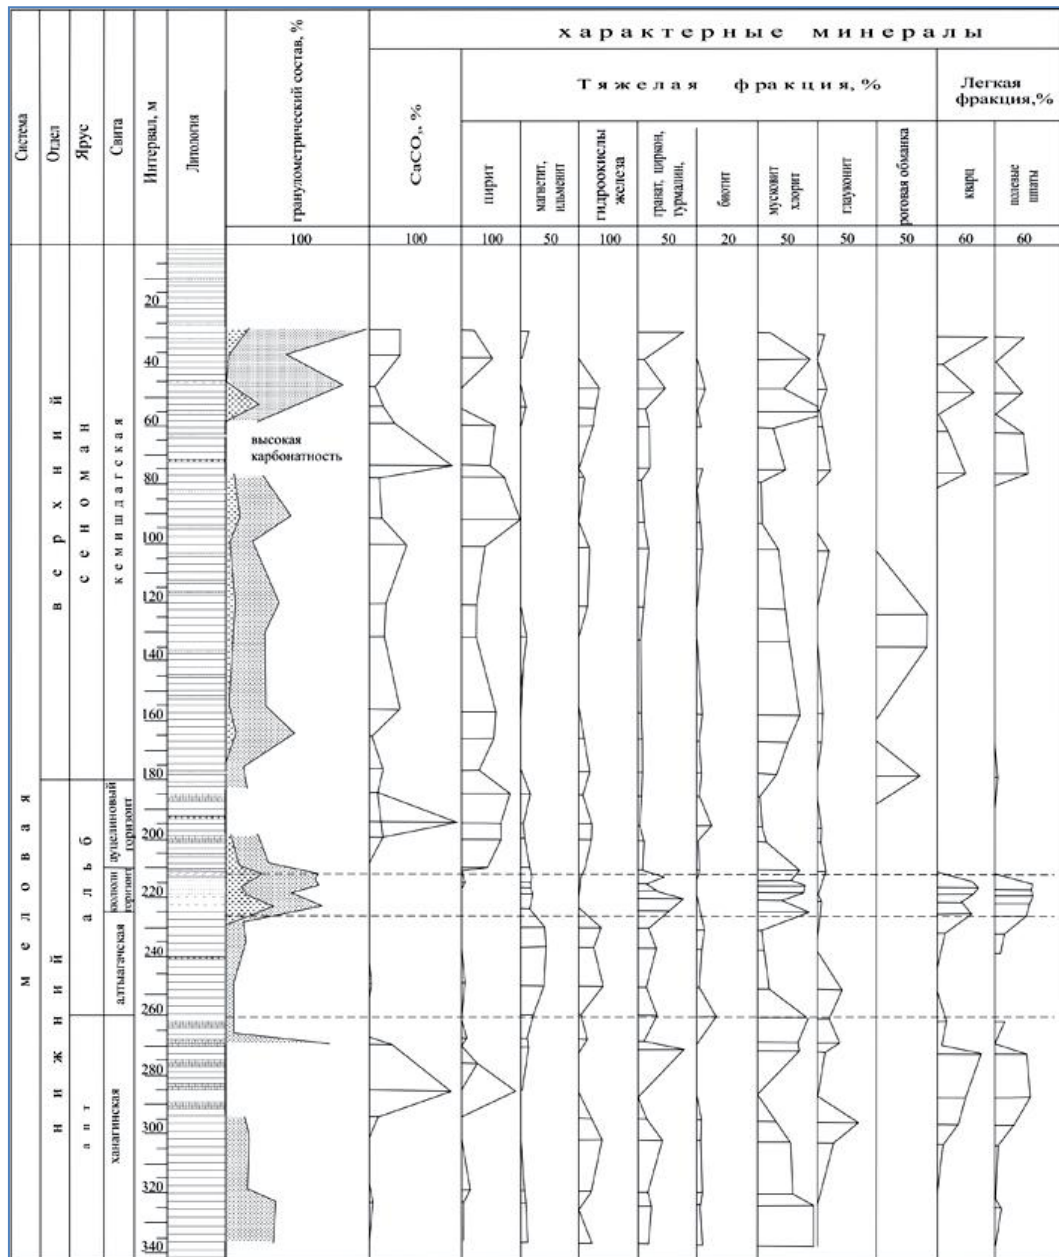 характерные минералы
Тяжелая фракция, %
Легкая
фракция, %
Система
Отдел
Ярус
Свита
Интервал, м
Литология
гранулометрический состав, %
CaCO₃, %
пирит
магнетит,
ильменит
гидроокислы
железа
гранат, циркон,
турмалин,
биотит
мусковит
хлорит
глауконит
роговая обманка
кварц
полевые
шпаты
100 100 100 50 100 50 20 50 50 50 60 60
меловая
верхний
нижний
сеноман
альб
апт
кемишдагская
ауцелиновый
горизонт
горизонт
алтыагачская
ханагинская
20
40
60
высокая
карбонатность
80
100
120
140
160
180
200
220
240
260
280
300
320
340